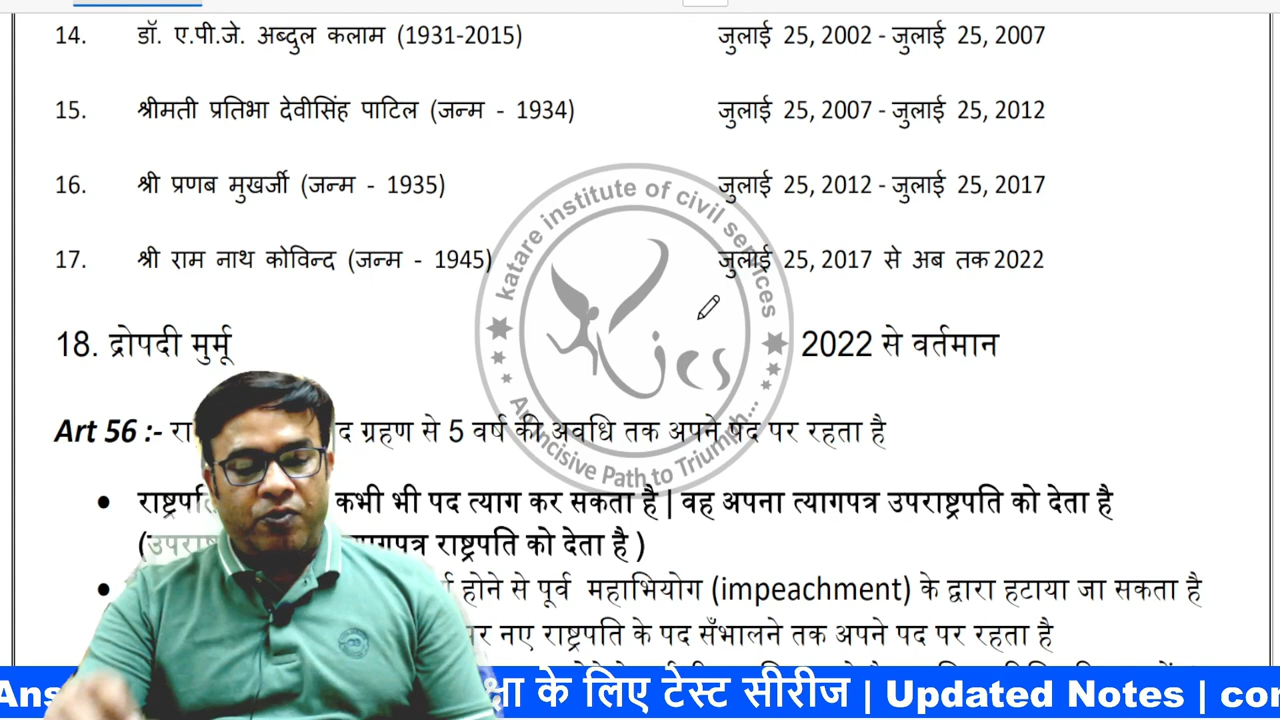 14. डॉ. ए.पी.जे. अब्दुल कलाम (1931-2015) जुलाई 25, 2002 - जुलाई 25, 2007
15. श्रीमती प्रतिभा देवीसिंह पाटिल (जन्म - 1934) जुलाई 25, 2007 - जुलाई 25, 2012
16. श्री प्रणब मुखर्जी (जन्म - 1935) जुलाई 25, 2012 - जुलाई 25, 2017
17. श्री राम नाथ कोविन्द (जन्म - 1945) जुलाई 25, 2017 से अब तक 2022
katare institute of civil services
ics
An Incisive Path to Triumph...
18. द्रोपदी मुर्मू 2022 से वर्तमान
Art 56 :- ग्रहण से 5 वर्ष की अवधि तक अपने पद पर रहता है
• कभी भी पद त्याग कर सकता है | वह अपना त्यागपत्र उपराष्ट्रपति को देता है
राष्ट्रपति को देता है )
• होने से पूर्व महाभियोग (impeachment) के द्वारा हटाया जा सकता है
पर नए राष्ट्रपति के पद सँभालने तक अपने पद पर रहता है
के लिए टेस्ट सीरीज | Updated Notes |